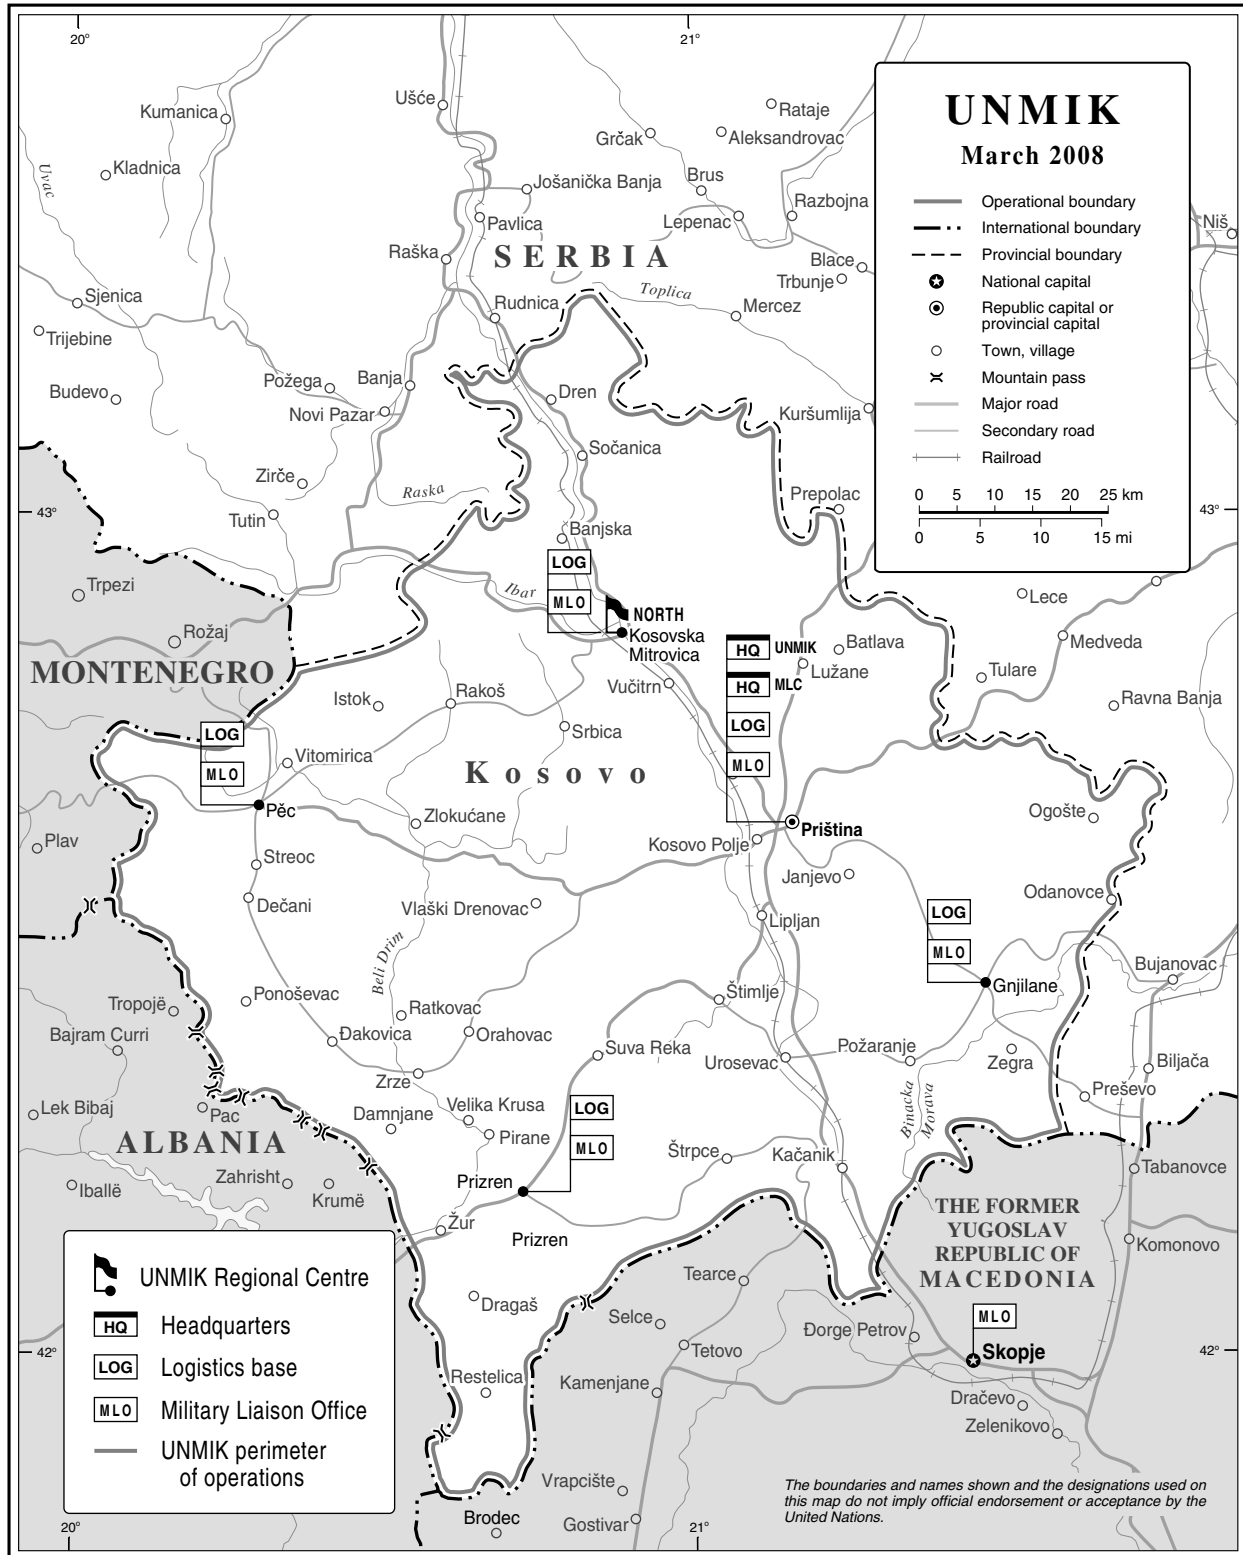 20°
21°
UNMIK
March 2008
Operational boundary
International boundary
Provincial boundary
National capital
Republic capital or
provincial capital
Town, village
Mountain pass
Major road
Secondary road
Railroad
0 5 10 15 20 25 km
0 5 10 15 mi
Ušće
Kumanica
Rataje
Grčak
Aleksandrovac
Uvac
Kladnica
Jošanička Banja
Brus
Pavlica
Lepenac
Razbojna
Niš
Raška
SERBIA
Blace
Trbunje
Sjenica
Toplica
Rudnica
Mercez
Trijebine
Požega
Banja
Budevo
Dren
Novi Pazar
Kuršumlija
Sočanica
Zirče
Raska
Prepolac
43°
43°
Tutin
Banjska
LOG
Trpezi
Ibar
MLO
NORTH
Lece
Rožaj
Kosovska
Mitrovica
HQ UNMIK
Batlava
Medveda
MONTENEGRO
Lužane
HQ MLC
Tulare
Vučitrn
Istok
Rakoš
Ravna Banja
LOG
Srbica
LOG
MLO
Vitomirica
MLO
Kosovo
Pěc
Zlokućane
Ogošte
Priština
Plav
Kosovo Polje
Streoc
Janjevo
Dečani
Vlaški Drenovac
Odanovce
LOG
Lipljan
MLO
Beli Drim
Bujanovac
Gnjilane
Ponoševac
Štimlje
Tropojë
Ratkovac
Bajram Curri
Đakovica
Orahovac
Suva Reka
Urosevac
Požaranje
Zegra
Biljača
Zrze
Preševo
Lek Bibaj
Pac
Damnjane
Velika Krusa
LOG
Binacka
Morava
ALBANIA
Pirane
MLO
Štrpce
Kačanik
Tabanovce
Iballë
Zahrisht
Krumë
Prizren
THE FORMER
YUGOSLAV
REPUBLIC OF
MACEDONIA
Žur
Prizren
Komonovo
UNMIK Regional Centre
Tearce
Dragaš
HQ Headquarters
Selce
MLO
Đorge Petrov
42°
42°
LOG Logistics base
Tetovo
Skopje
Restelica
Kamenjane
MLO Military Liaison Office
Dračevo
Zelenikovo
UNMIK perimeter
of operations
Vrapcište
The boundaries and names shown and the designations used on
this map do not imply official endorsement or acceptance by the
United Nations.
Brodec
Gostivar
20°
21°